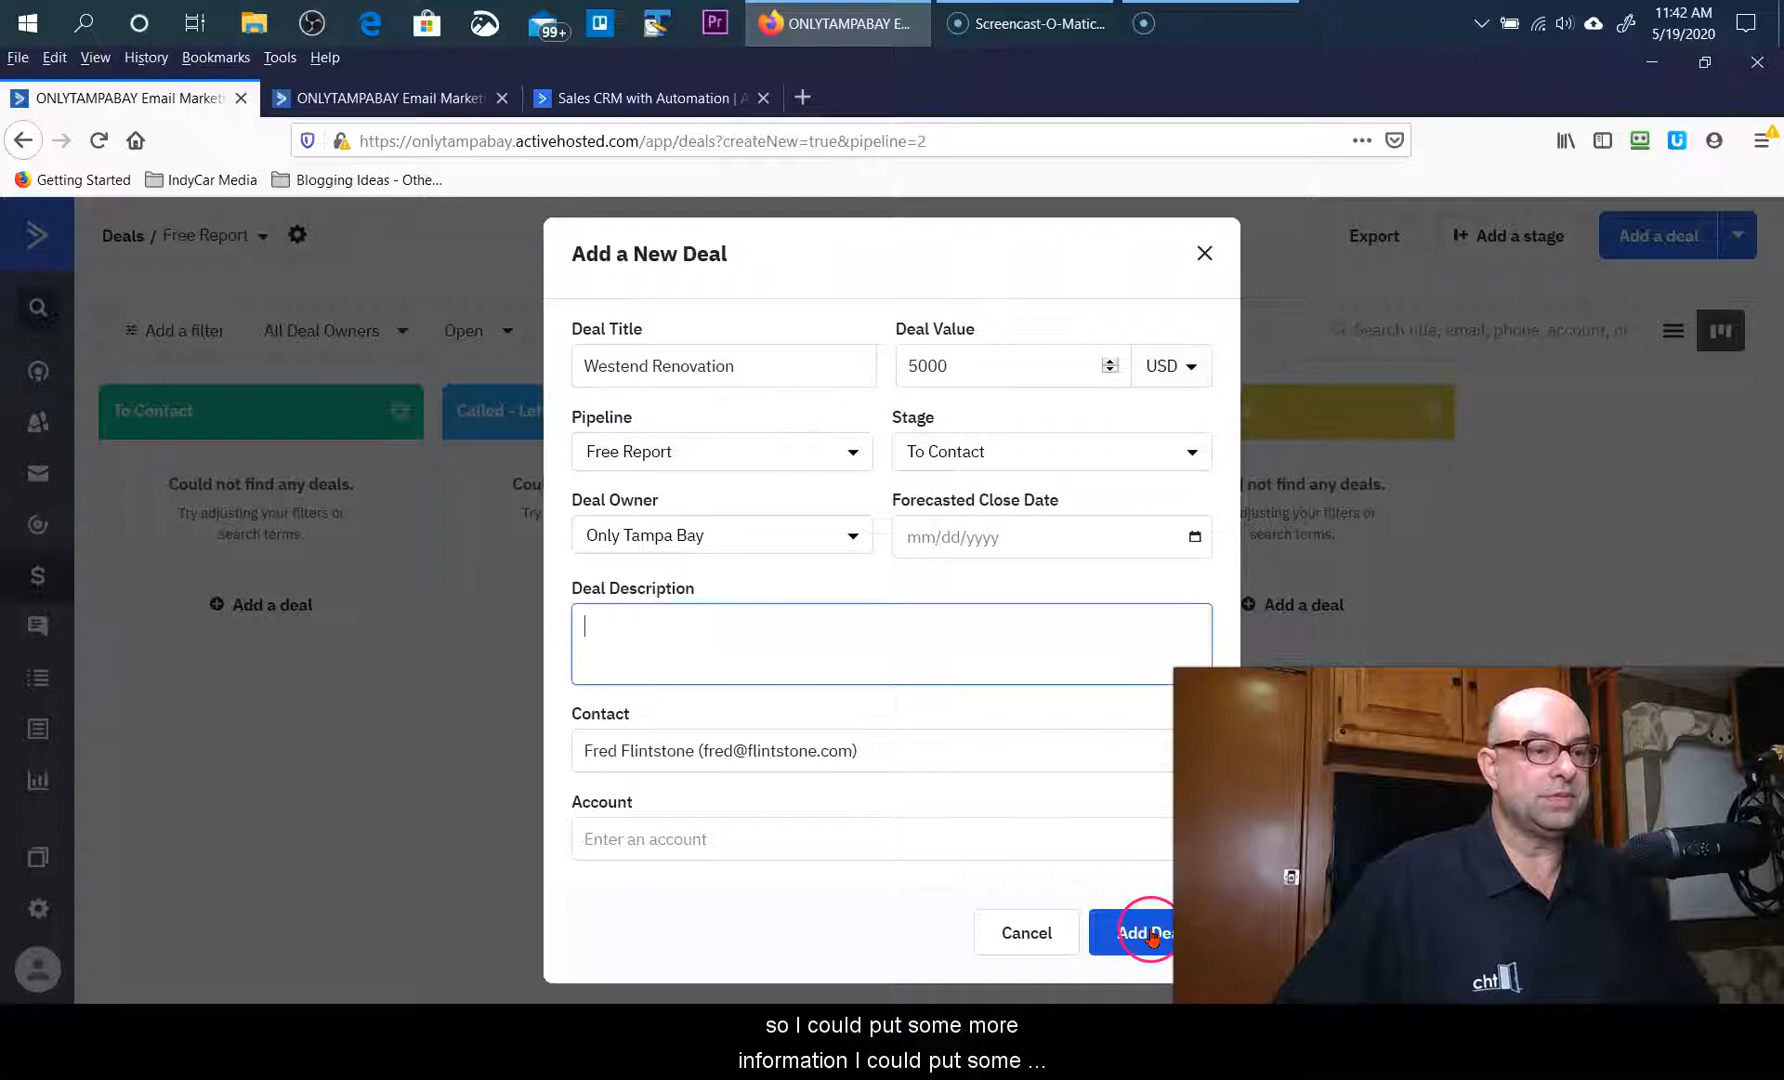 99+
Pr
ONLYTAMPABAY E...
Screencast-O-Matic...
11:42 AM
5/19/2020
File Edit View History Bookmarks Tools Help
ONLYTAMPABAY Email Marketi
ONLYTAMPABAY Email Marketi
Sales CRM with Automation | A
https://onlytampabay.activehosted.com/app/deals?createNew=true&pipeline=2
Getting Started
IndyCar Media
Blogging Ideas - Othe...
Deals / Free Report
Export
Add a stage
Add a deal
Add a New Deal
Add a filter
All Deal Owners
Open
Search title, email, phone, account, or
Deal Title
Deal Value
Westend Renovation
5000
USD
To Contact
Called - Le
Pipeline
Stage
Free Report
To Contact
Could not find any deals.
Try adjusting your filters or
search terms.
Cou
Try
not find any deals.
djusting your filters or
search terms.
Deal Owner
Forecasted Close Date
Only Tampa Bay
mm/dd/yyyy
Deal Description
Add a deal
Add a deal
Contact
Fred Flintstone (fred@flintstone.com)
Account
Enter an account
Cancel
Add Dea
cht
so I could put some more
information I could put some ...